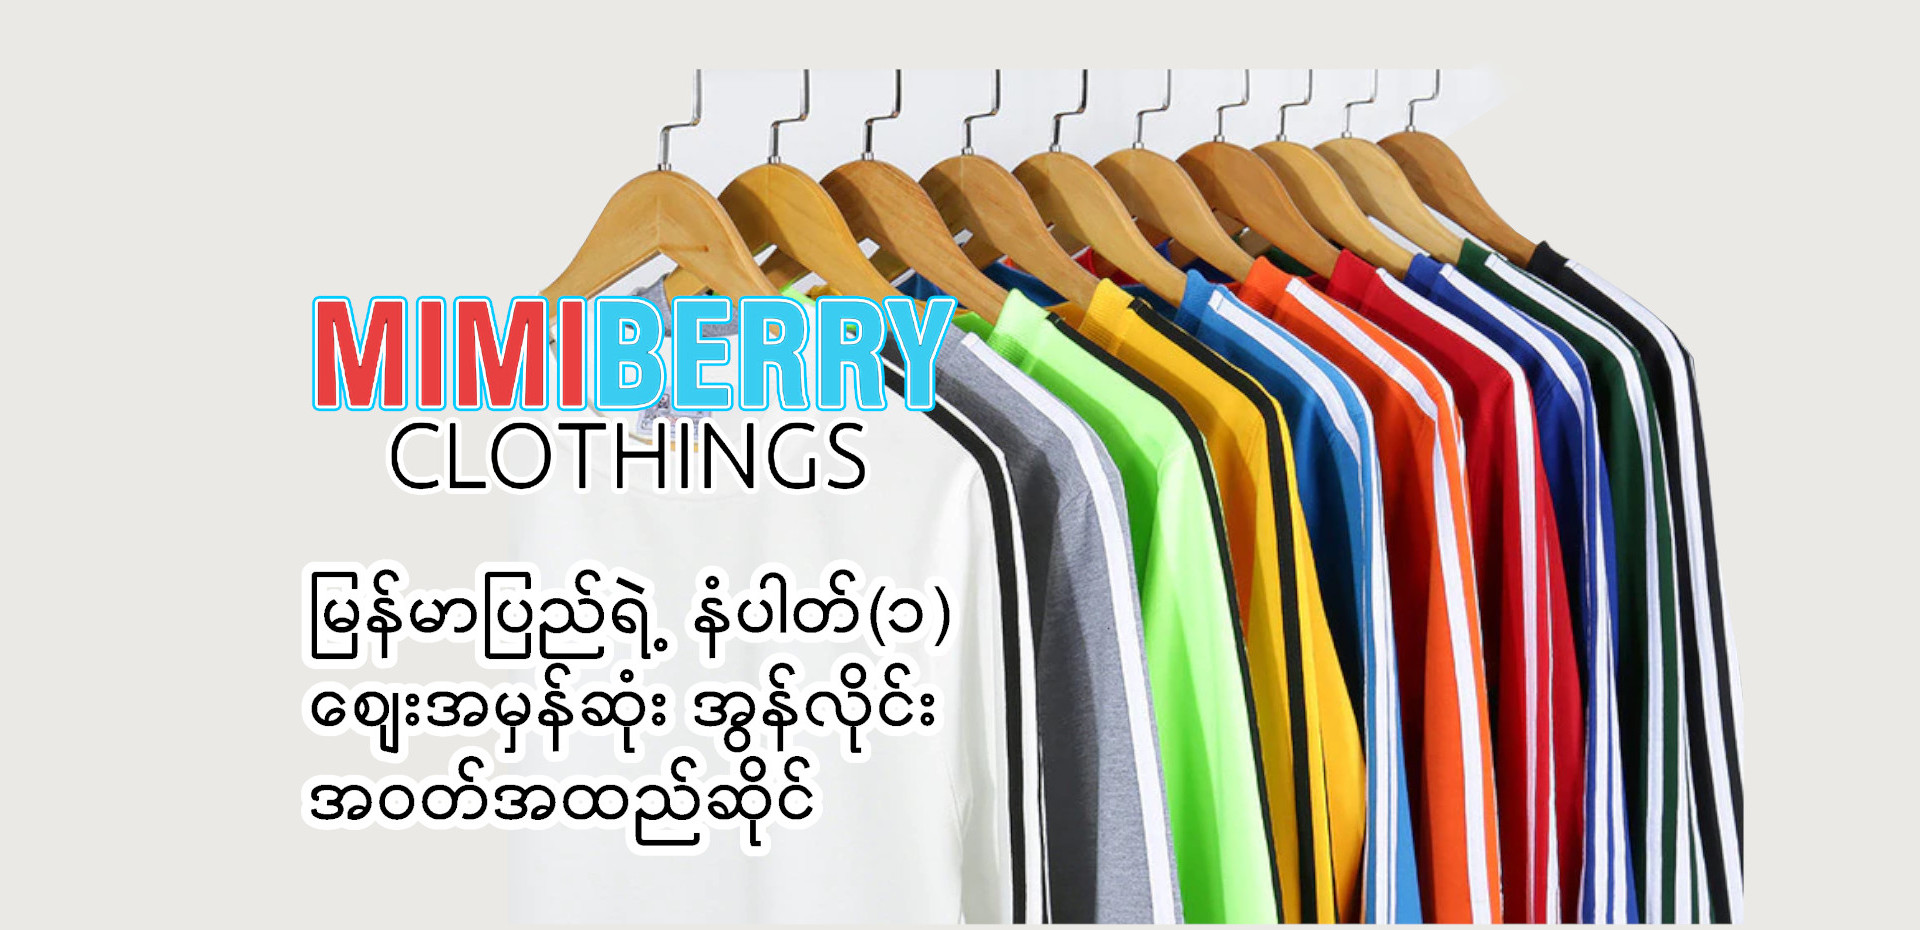 MIMIBERRY
CLOTHINGS
မြန်မာပြည်ရဲ့ နံပါတ်(၁)
ဈေးအမှန်ဆုံး အွန်လိုင်း
အဝတ်အထည်ဆိုင်